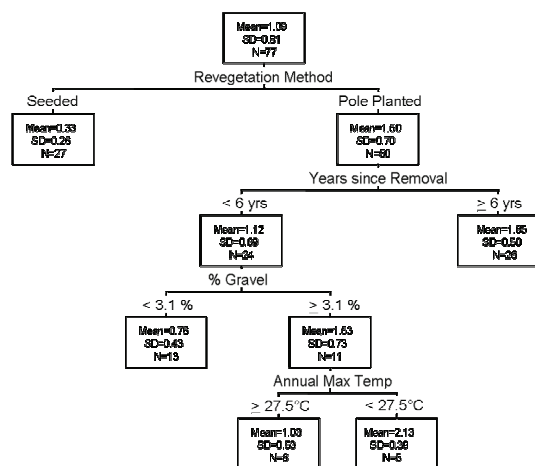 Mean=1.09
SD=0.81
N=77
Revegetation Method
Seeded
Pole Planted
Mean=0.33
SD=0.26
N=27
Mean=1.50
SD=0.70
N=50
Years since Removal
< 6 yrs
≥ 6 yrs
Mean=1.12
SD=0.69
N=24
Mean=1.85
SD=0.50
N=26
% Gravel
< 3.1 %
≥ 3.1 %
Mean=0.76
SD=0.43
N=13
Mean=1.53
SD=0.73
N=11
Annual Max Temp
≥ 27.5°C
< 27.5°C
Mean=1.03
SD=0.53
N=6
Mean=2.13
SD=0.39
N=5